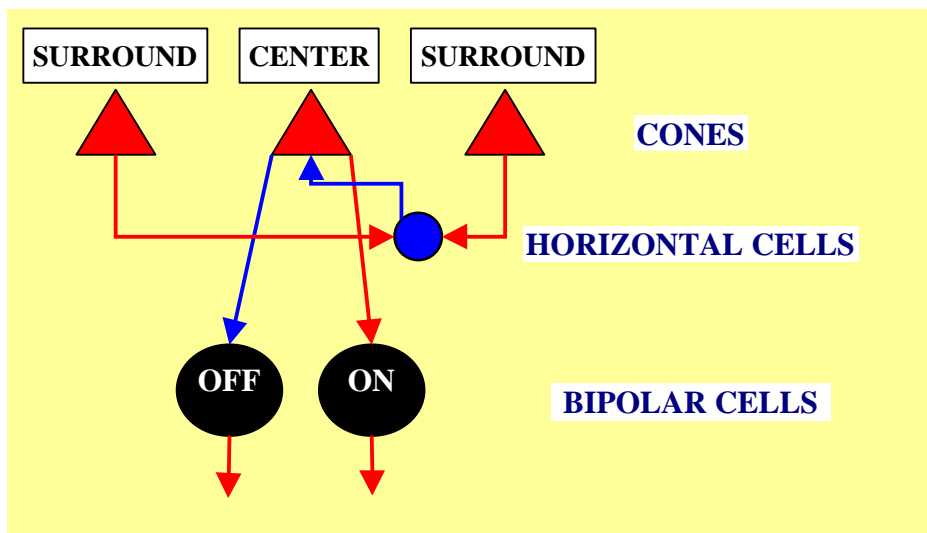 SURROUND CENTER SURROUND
CONES
HORIZONTAL CELLS
OFF ON
BIPOLAR CELLS